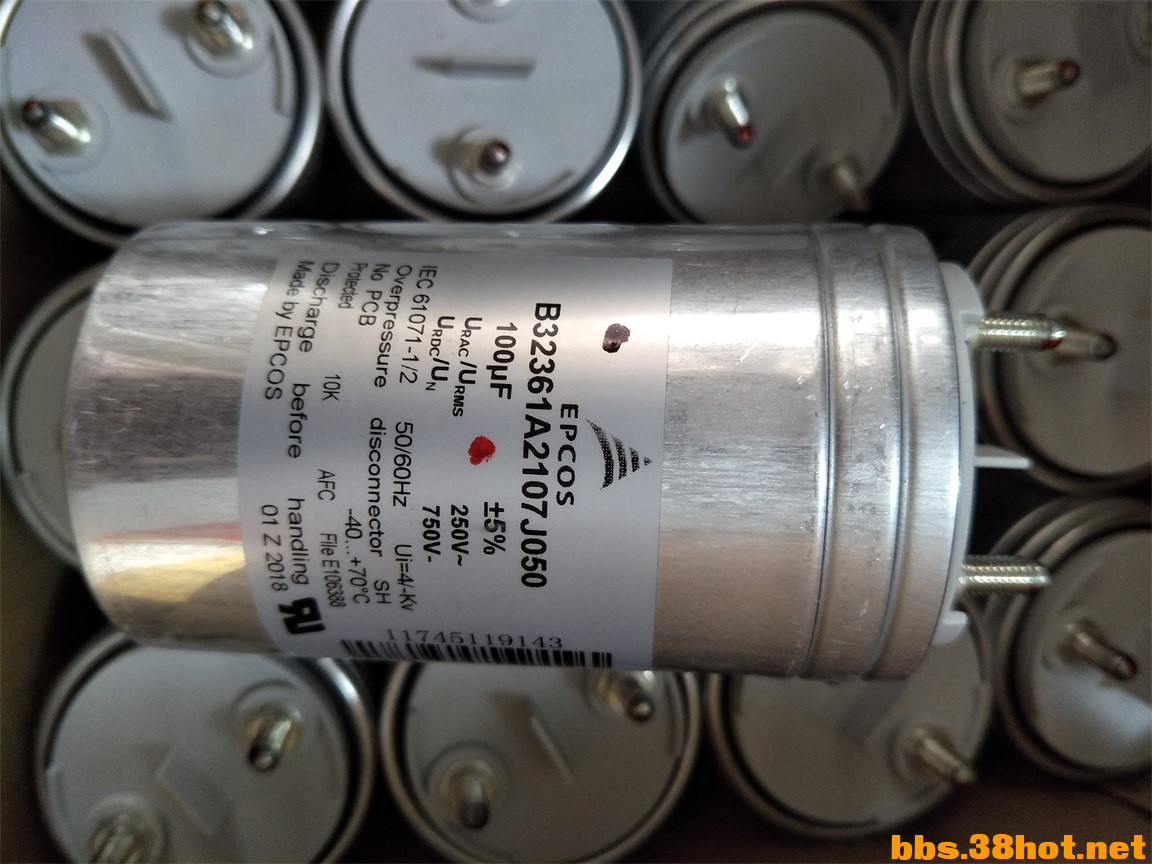 EPCOS
B32361A2107J050
100µF ±5%
URAC/URMS 250V~
URDC/UN 750V-
IEC 61071-1/2 50/60Hz Ui=4/-Kv
Overpressure disconnector SH
No PCB -40...+70°C
Protected
Discharge 10K AFC File E106388
before handling
Made by EPCOS 01 Z 2018
11745119143
bbs.38hot.net